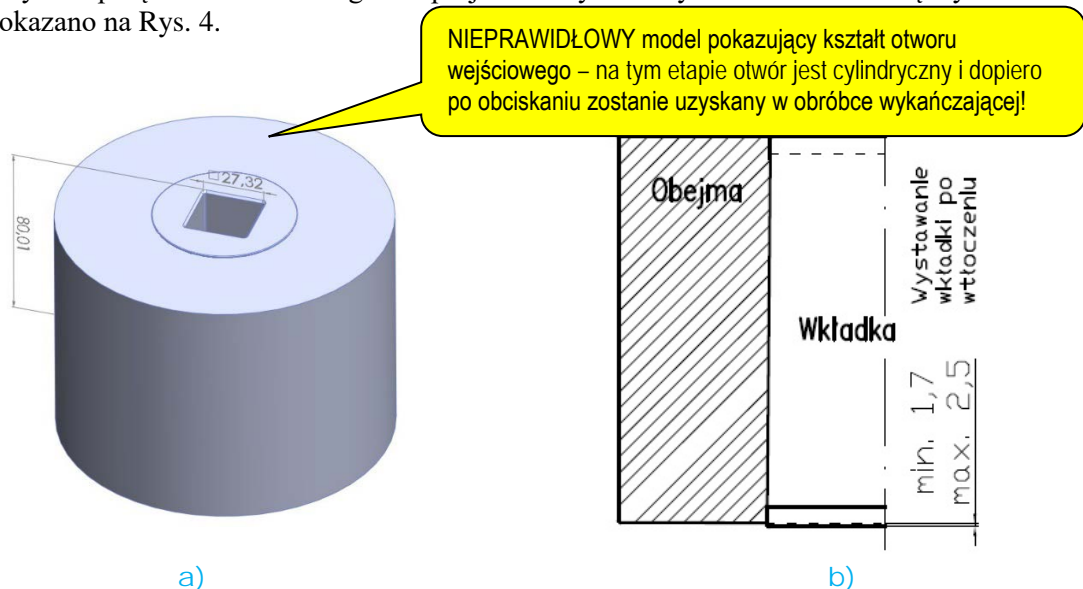 okazano na Rys. 4.
NIEPRAWIDŁOWY model pokazujący kształt otworu
wejściowego – na tym etapie otwór jest cylindryczny i dopiero
po obciskaniu zostanie uzyskany w obróbce wykańczającej!
□27,32
80,01
Obejma
Wkładka
Wystawanie
wkładki po
wtłoczeniu
min. 1,7
max. 2,5
a)
b)